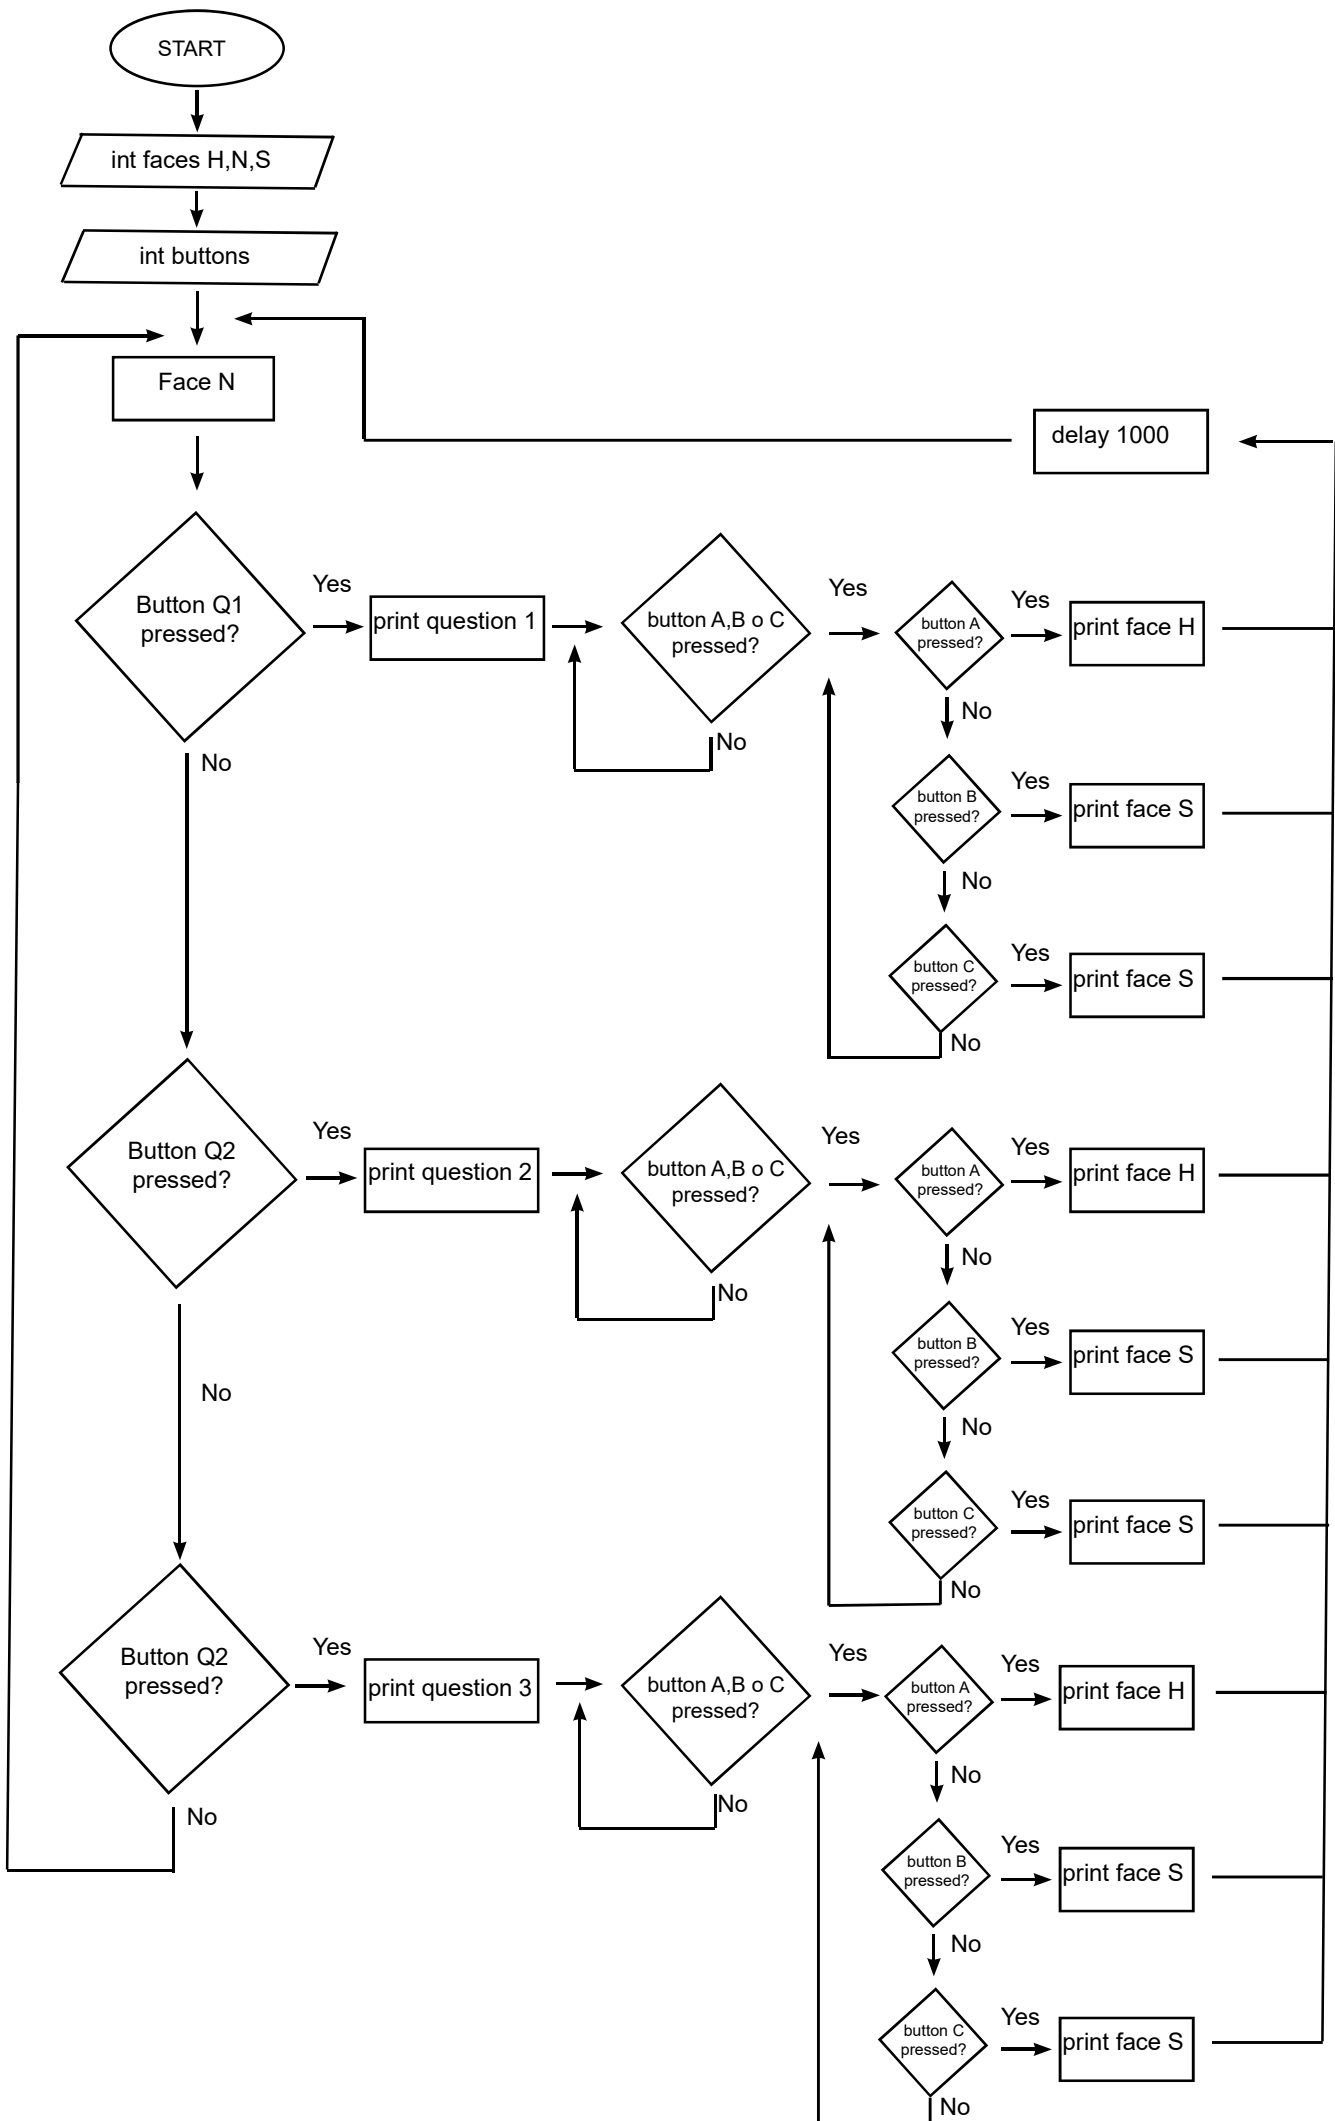 START
int faces H,N,S
int buttons
Face N
delay 1000
Button Q1
pressed?
Yes
print question 1
button A,B o C
pressed?
Yes
button A
pressed?
Yes
print face H
No
No
No
button B
pressed?
Yes
print face S
No
button C
pressed?
Yes
print face S
No
Button Q2
pressed?
Yes
print question 2
button A,B o C
pressed?
Yes
button A
pressed?
Yes
print face H
No
No
No
button B
pressed?
Yes
print face S
No
button C
pressed?
Yes
print face S
No
Button Q2
pressed?
Yes
print question 3
button A,B o C
pressed?
Yes
button A
pressed?
Yes
print face H
No
No
No
button B
pressed?
Yes
print face S
No
button C
pressed?
Yes
print face S
No